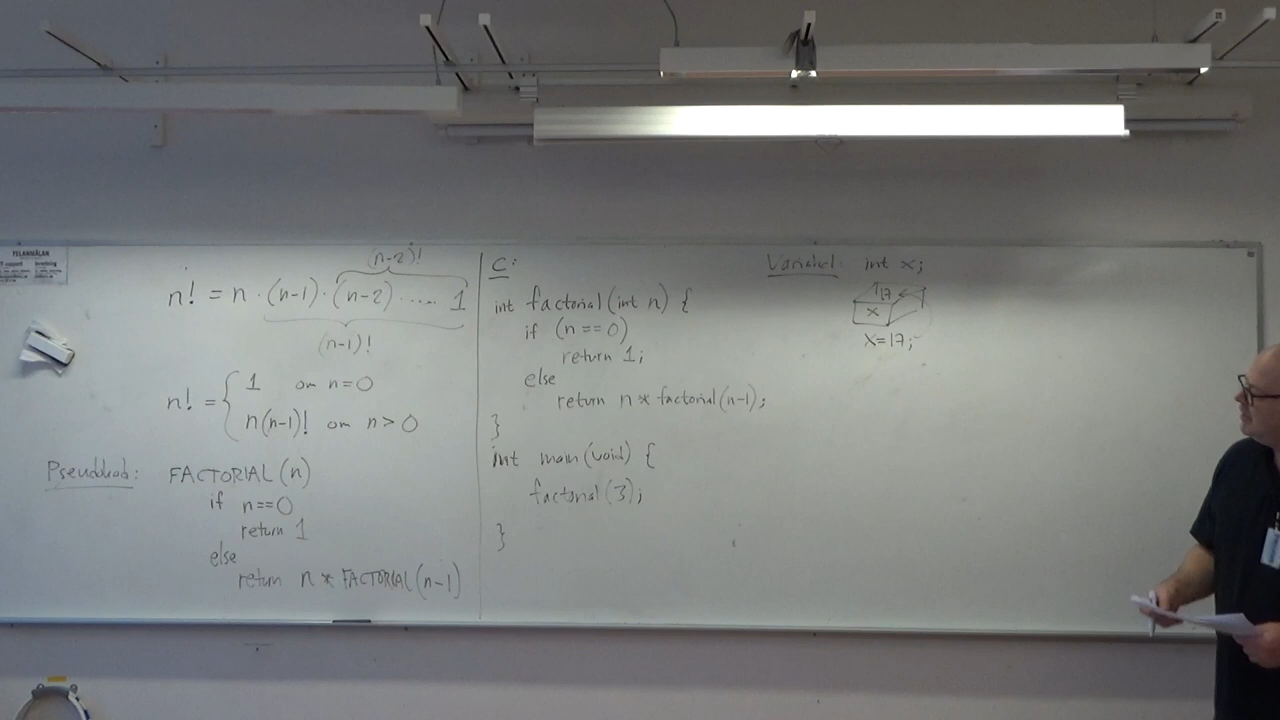 FELANMÄLAN
(n-2)!
n! = n · (n-1) · (n-2) ····· 1
(n-1)!
n! = { 1 om n=0
n(n-1)! om n>0
Pseudokod: FACTORIAL(n)
if n==0
return 1
else
return n * FACTORIAL(n-1)
C:
int factorial(int n) {
if (n==0)
return 1;
else
return n * factorial(n-1);
}
int main(void) {
factorial(3);
}
Variabel: int x;
17
x
x=17;